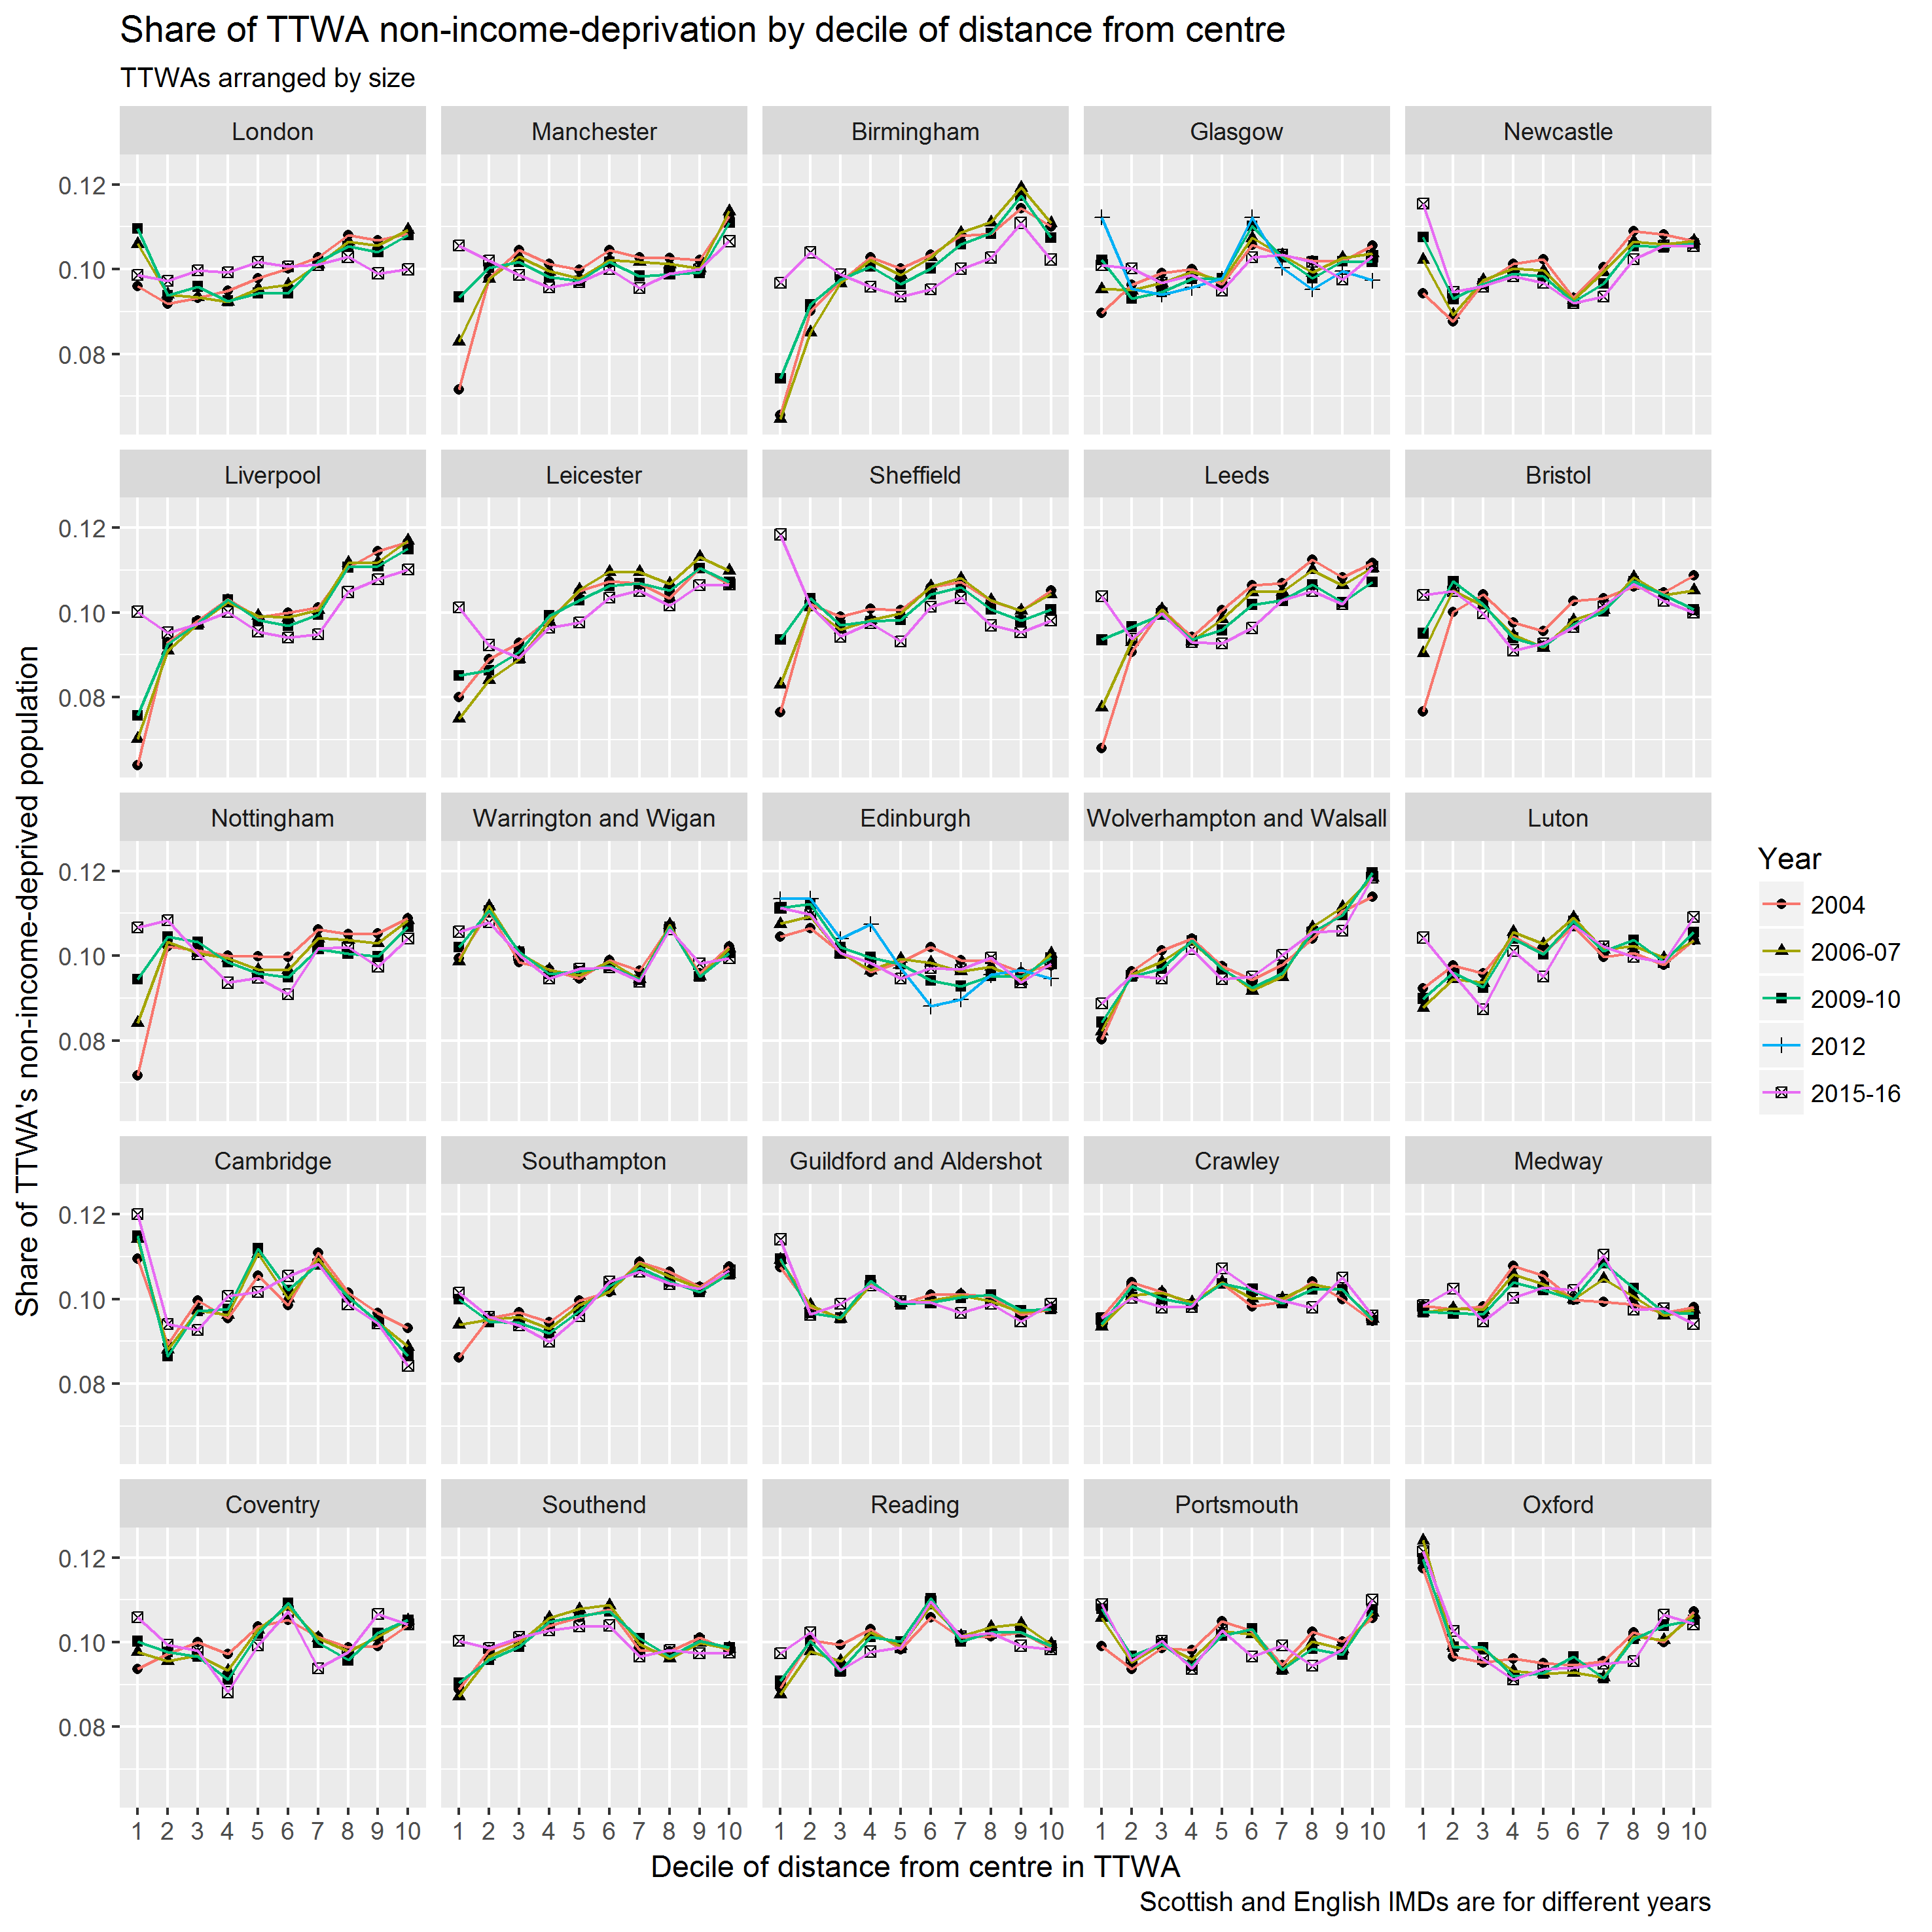 Share of TTWA non-income-deprivation by decile of distance from centre
TTWAs arranged by size
London Manchester Birmingham Glasgow Newcastle
0.12
0.10
0.08
Liverpool Leicester Sheffield Leeds Bristol
0.12
0.10
0.08
Nottingham Warrington and Wigan Edinburgh Wolverhampton and Walsall Luton
0.12
0.10
0.08
Cambridge Southampton Guildford and Aldershot Crawley Medway
0.12
0.10
0.08
Coventry Southend Reading Portsmouth Oxford
0.12
0.10
0.08
1 2 3 4 5 6 7 8 9 10 1 2 3 4 5 6 7 8 9 10 1 2 3 4 5 6 7 8 9 10 1 2 3 4 5 6 7 8 9 10 1 2 3 4 5 6 7 8 9 10
Decile of distance from centre in TTWA
Scottish and English IMDs are for different years
Share of TTWA's non-income-deprived population
Year
2004
2006-07
2009-10
2012
2015-16